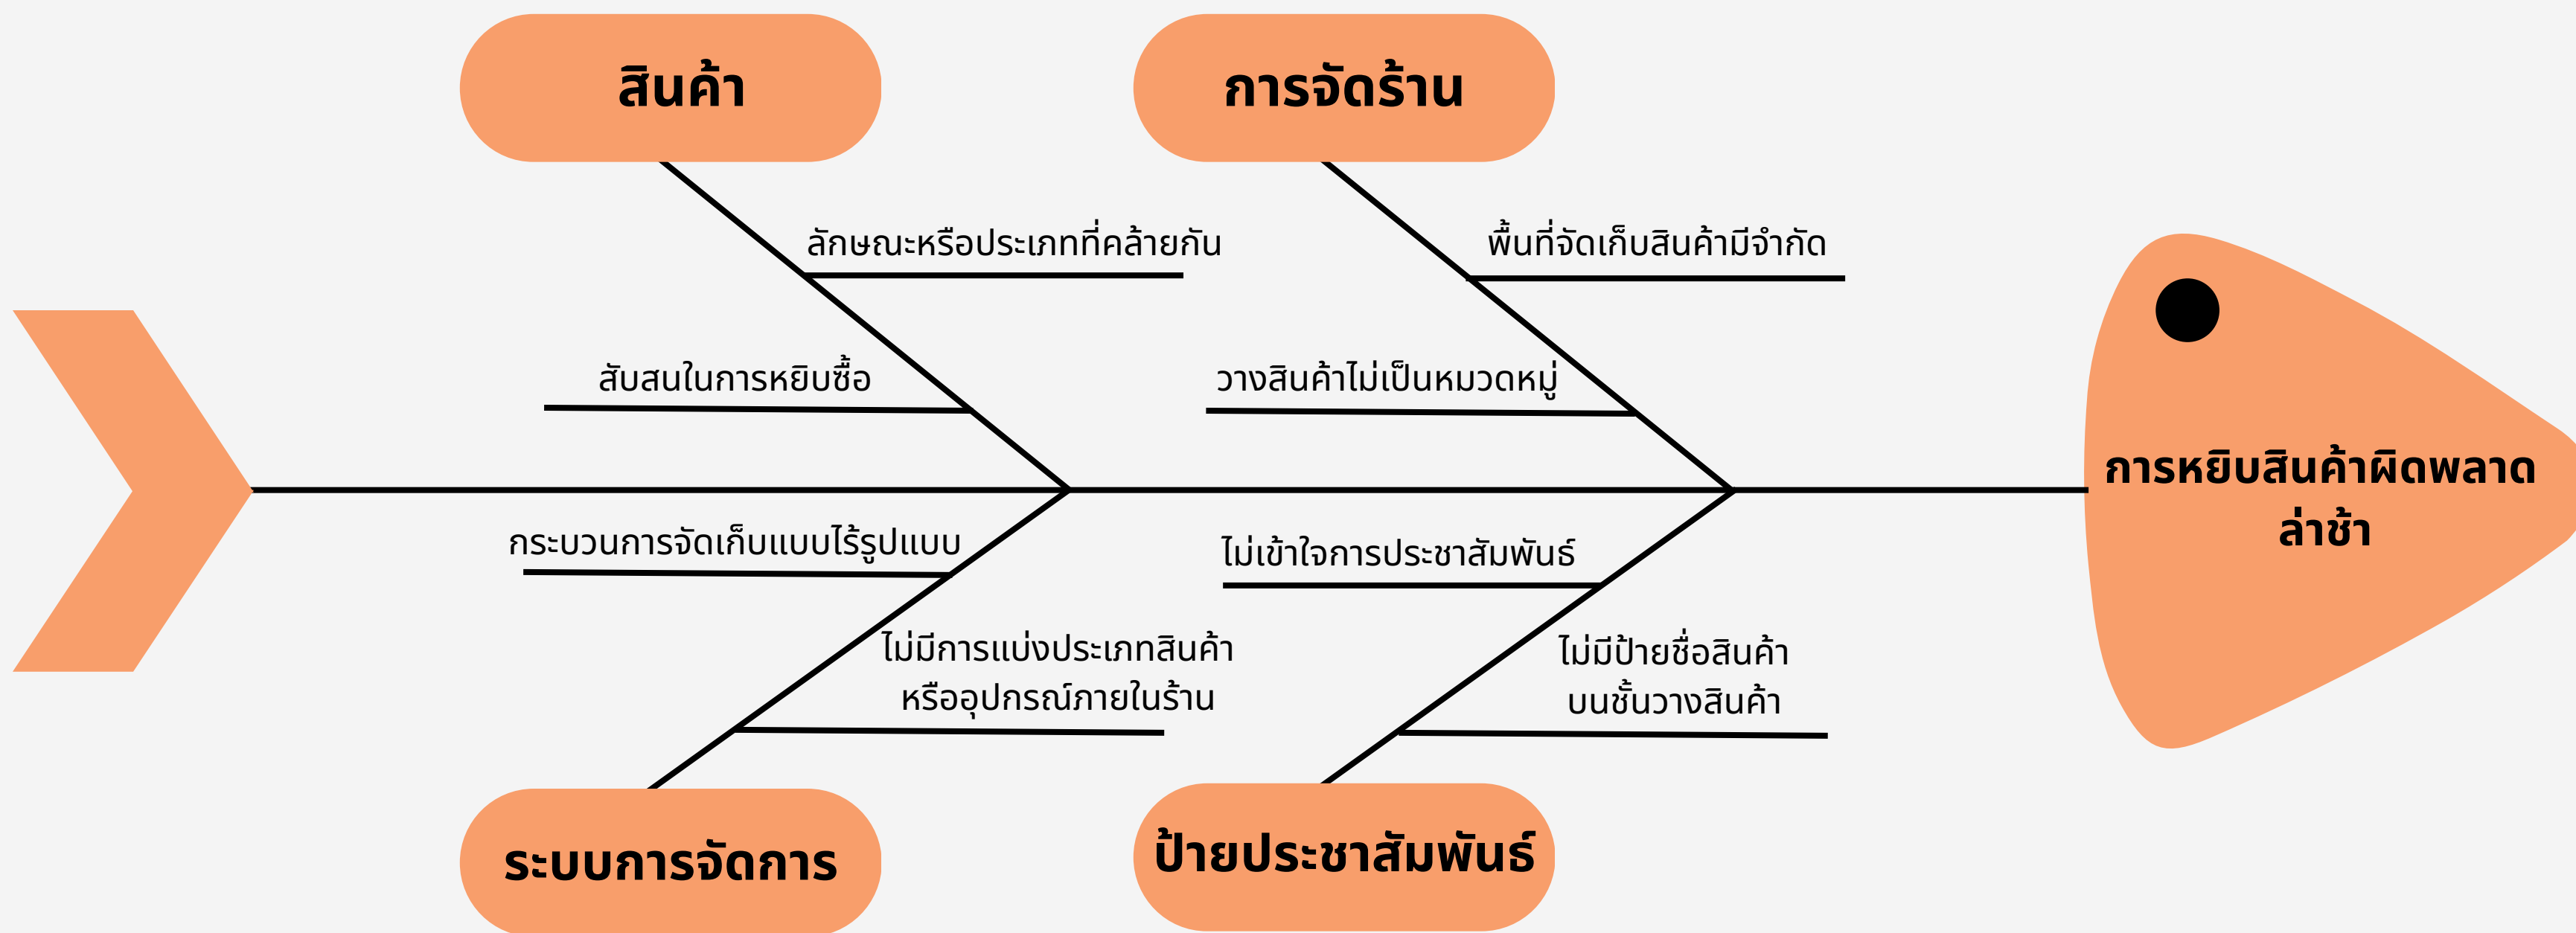 สินค้า
การจัดร้าน
ลักษณะหรือประเภทที่คล้ายกัน
พื้นที่จัดเก็บสินค้ามีจำกัด
สับสนในการหยิบซื้อ
วางสินค้าไม่เป็นหมวดหมู่
การหยิบสินค้าผิดพลาด
ล่าช้า
กระบวนการจัดเก็บแบบไร้รูปแบบ
ไม่เข้าใจการประชาสัมพันธ์
ไม่มีการแบ่งประเภทสินค้า
หรืออุปกรณ์ภายในร้าน
ไม่มีป้ายชื่อสินค้า
บนชั้นวางสินค้า
ระบบการจัดการ
ป้ายประชาสัมพันธ์